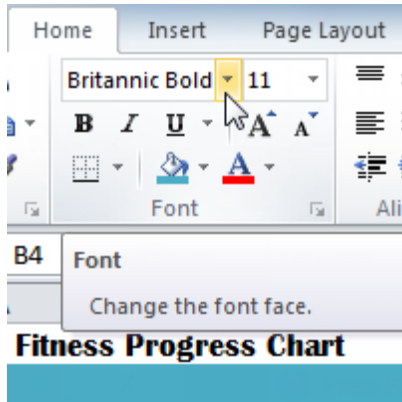 Home Insert Page Layout
Britannic Bold 11
B I U A A
A
Font Ali
B4
Font
Change the font face.
Fitness Progress Chart